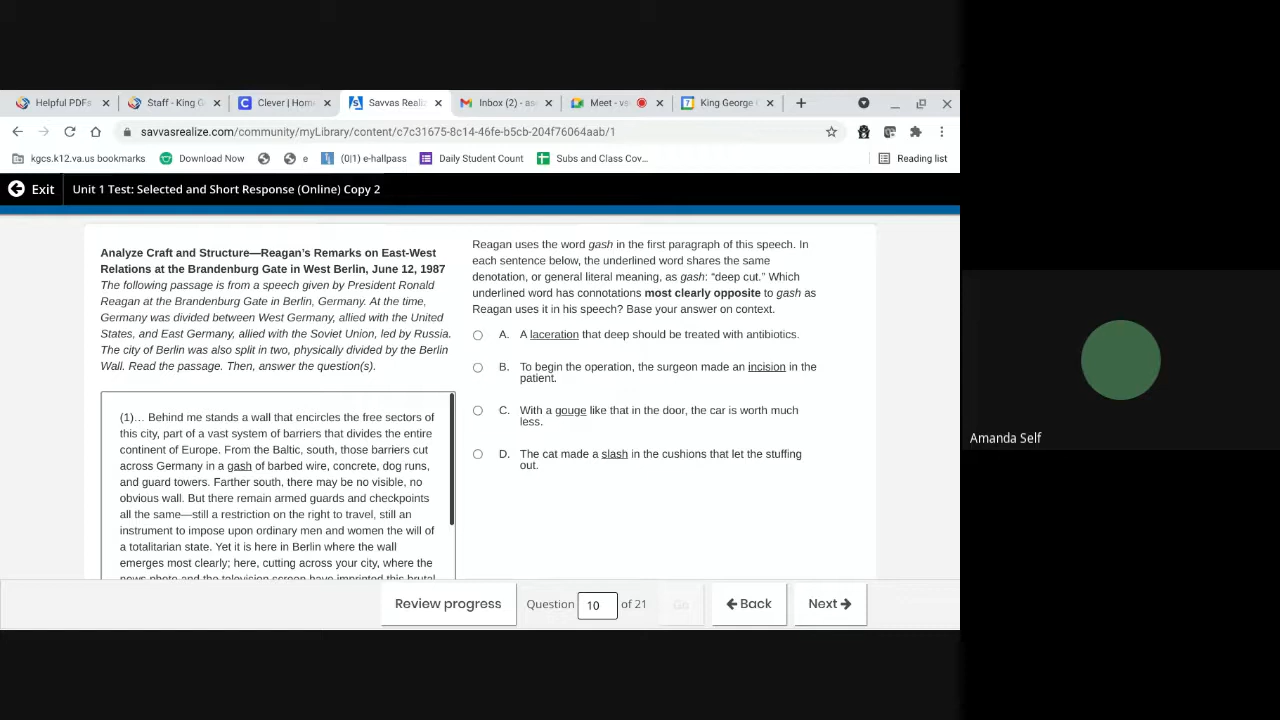 Helpful PDFs
Staff - King G
Clever | Hom
Savvas Realiz
Inbox (2) - as
Meet - vs
King George C
savvasrealize.com/community/myLibrary/content/c7c31675-8c14-46fe-b5cb-204f76064aab/1
kgcs.k12.va.us bookmarks
Download Now
e
(0|1) e-hallpass
Daily Student Count
Subs and Class Cov...
Reading list
Exit
Unit 1 Test: Selected and Short Response (Online) Copy 2
Analyze Craft and Structure—Reagan's Remarks on East-West
Relations at the Brandenburg Gate in West Berlin, June 12, 1987
The following passage is from a speech given by President Ronald
Reagan at the Brandenburg Gate in Berlin, Germany. At the time,
Germany was divided between West Germany, allied with the United
States, and East Germany, allied with the Soviet Union, led by Russia.
The city of Berlin was also split in two, physically divided by the Berlin
Wall. Read the passage. Then, answer the question(s).
(1)… Behind me stands a wall that encircles the free sectors of
this city, part of a vast system of barriers that divides the entire
continent of Europe. From the Baltic, south, those barriers cut
across Germany in a gash of barbed wire, concrete, dog runs,
and guard towers. Farther south, there may be no visible, no
obvious wall. But there remain armed guards and checkpoints
all the same—still a restriction on the right to travel, still an
instrument to impose upon ordinary men and women the will of
a totalitarian state. Yet it is here in Berlin where the wall
emerges most clearly; here, cutting across your city, where the
news photo and the television screen have imprinted this brutal
Reagan uses the word gash in the first paragraph of this speech. In
each sentence below, the underlined word shares the same
denotation, or general literal meaning, as gash: “deep cut.” Which
underlined word has connotations most clearly opposite to gash as
Reagan uses it in his speech? Base your answer on context.
A. A laceration that deep should be treated with antibiotics.
B. To begin the operation, the surgeon made an incision in the
patient.
C. With a gouge like that in the door, the car is worth much
less.
D. The cat made a slash in the cushions that let the stuffing
out.
Review progress
Question 10 of 21
Go
Back
Next
Amanda Self